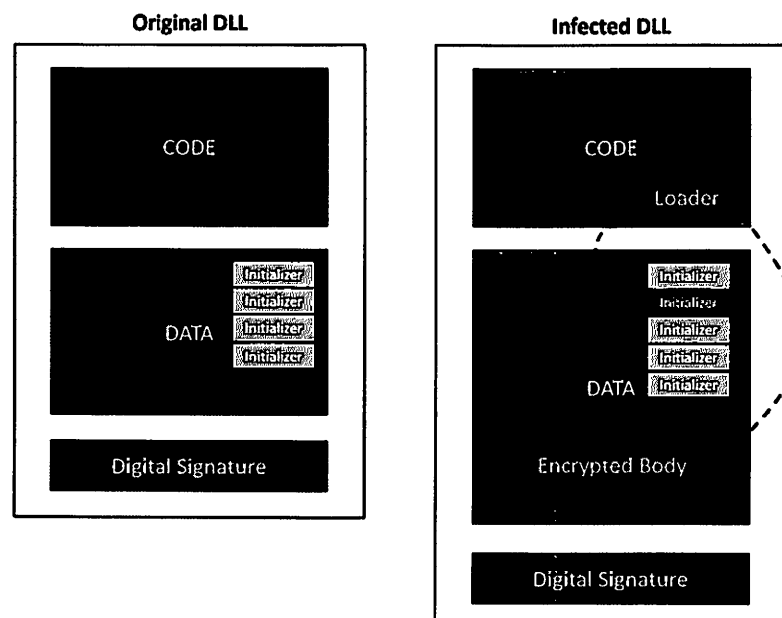 Original DLL
CODE
Initializer
Initializer
Initializer
Initializer
DATA
Digital Signature
Infected DLL
CODE
Loader
Initializer
Initializer
Initializer
Initializer
Initializer
DATA
Encrypted Body
Digital Signature